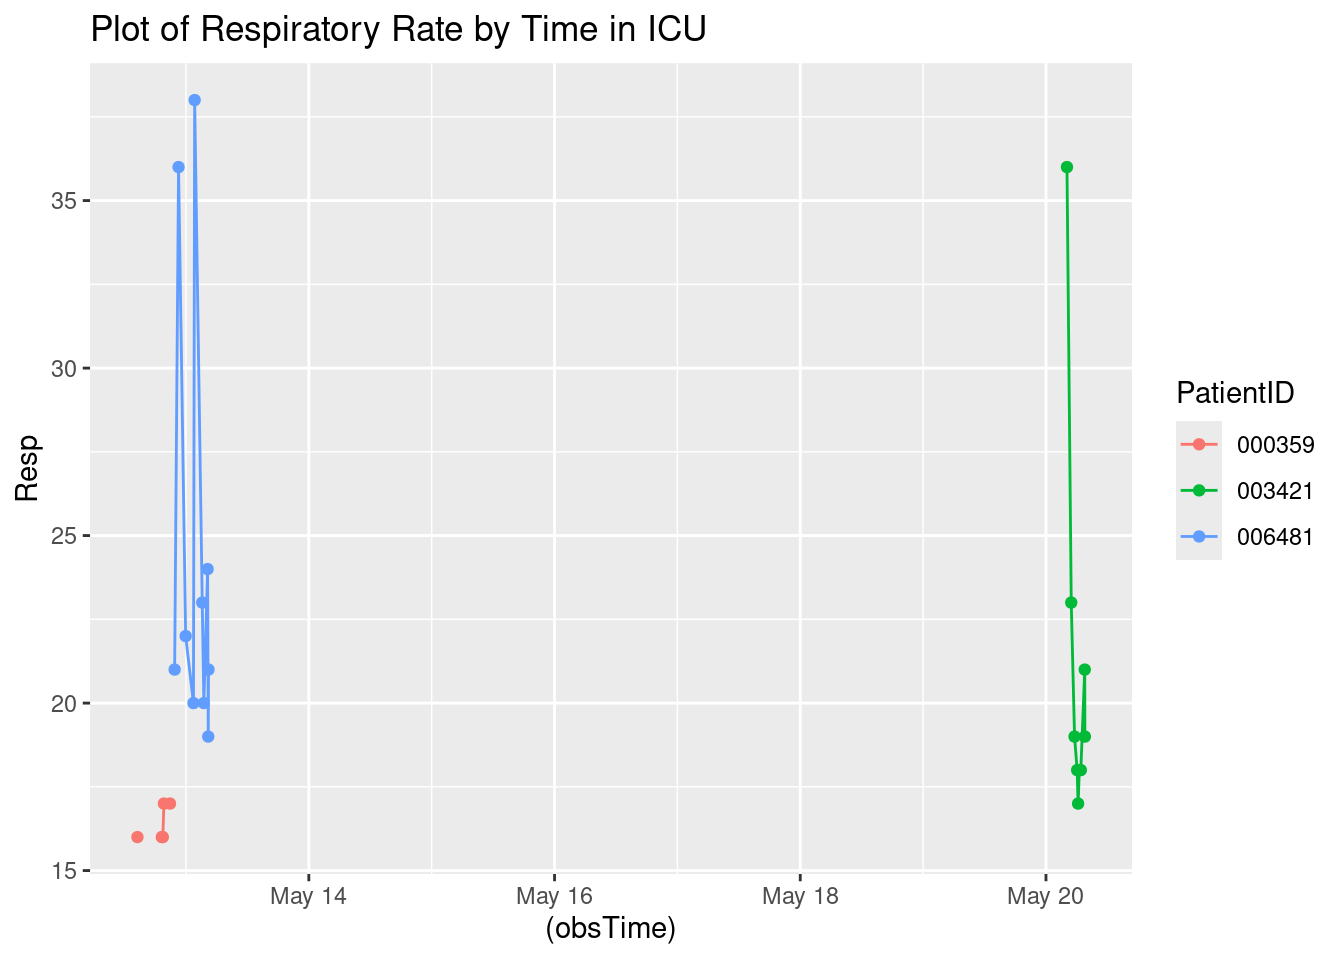 Plot of Respiratory Rate by Time in ICU
35
30
25
20
15
Resp
May 14
May 16
May 18
May 20
(obsTime)
PatientID
000359
003421
006481